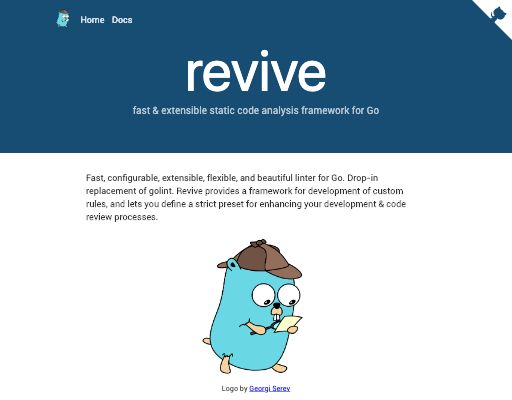 Home Docs
revive
fast & extensible static code analysis framework for Go
Fast, configurable, extensible, flexible, and beautiful linter for Go. Drop-in
replacement of golint. Revive provides a framework for development of custom
rules, and lets you define a strict preset for enhancing your development & code
review processes.
Logo by Georgi Serev